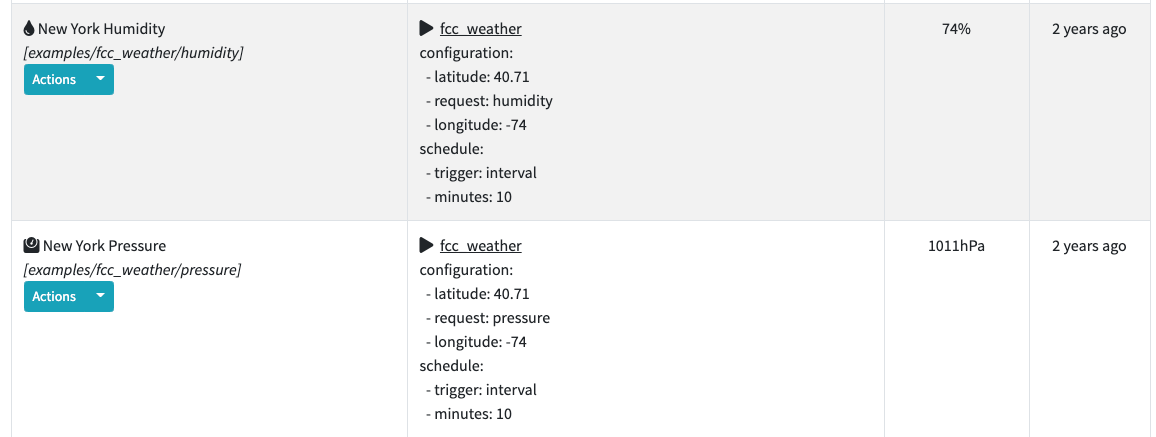 New York Humidity
[examples/fcc_weather/humidity]
Actions
fcc_weather
configuration:
- latitude: 40.71
- request: humidity
- longitude: -74
schedule:
- trigger: interval
- minutes: 10
74%
2 years ago
New York Pressure
[examples/fcc_weather/pressure]
Actions
fcc_weather
configuration:
- latitude: 40.71
- request: pressure
- longitude: -74
schedule:
- trigger: interval
- minutes: 10
1011hPa
2 years ago